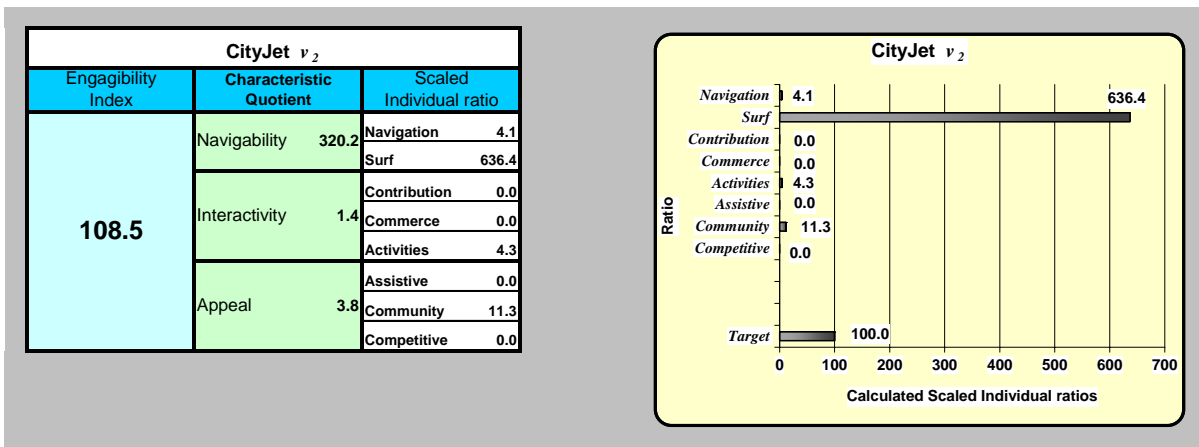 CityJet v 2
Engagibility Index
Characteristic Quotient
Scaled Individual ratio
108.5
Navigability 320.2
Navigation 4.1
Surf 636.4
Interactivity 1.4
Contribution 0.0
Commerce 0.0
Activities 4.3
Appeal 3.8
Assistive 0.0
Community 11.3
Competitive 0.0
CityJet v 2
Ratio
Navigation 4.1
Surf 636.4
Contribution 0.0
Commerce 0.0
Activities 4.3
Assistive 0.0
Community 11.3
Competitive 0.0
Target 100.0
0 100 200 300 400 500 600 700
Calculated Scaled Individual ratios